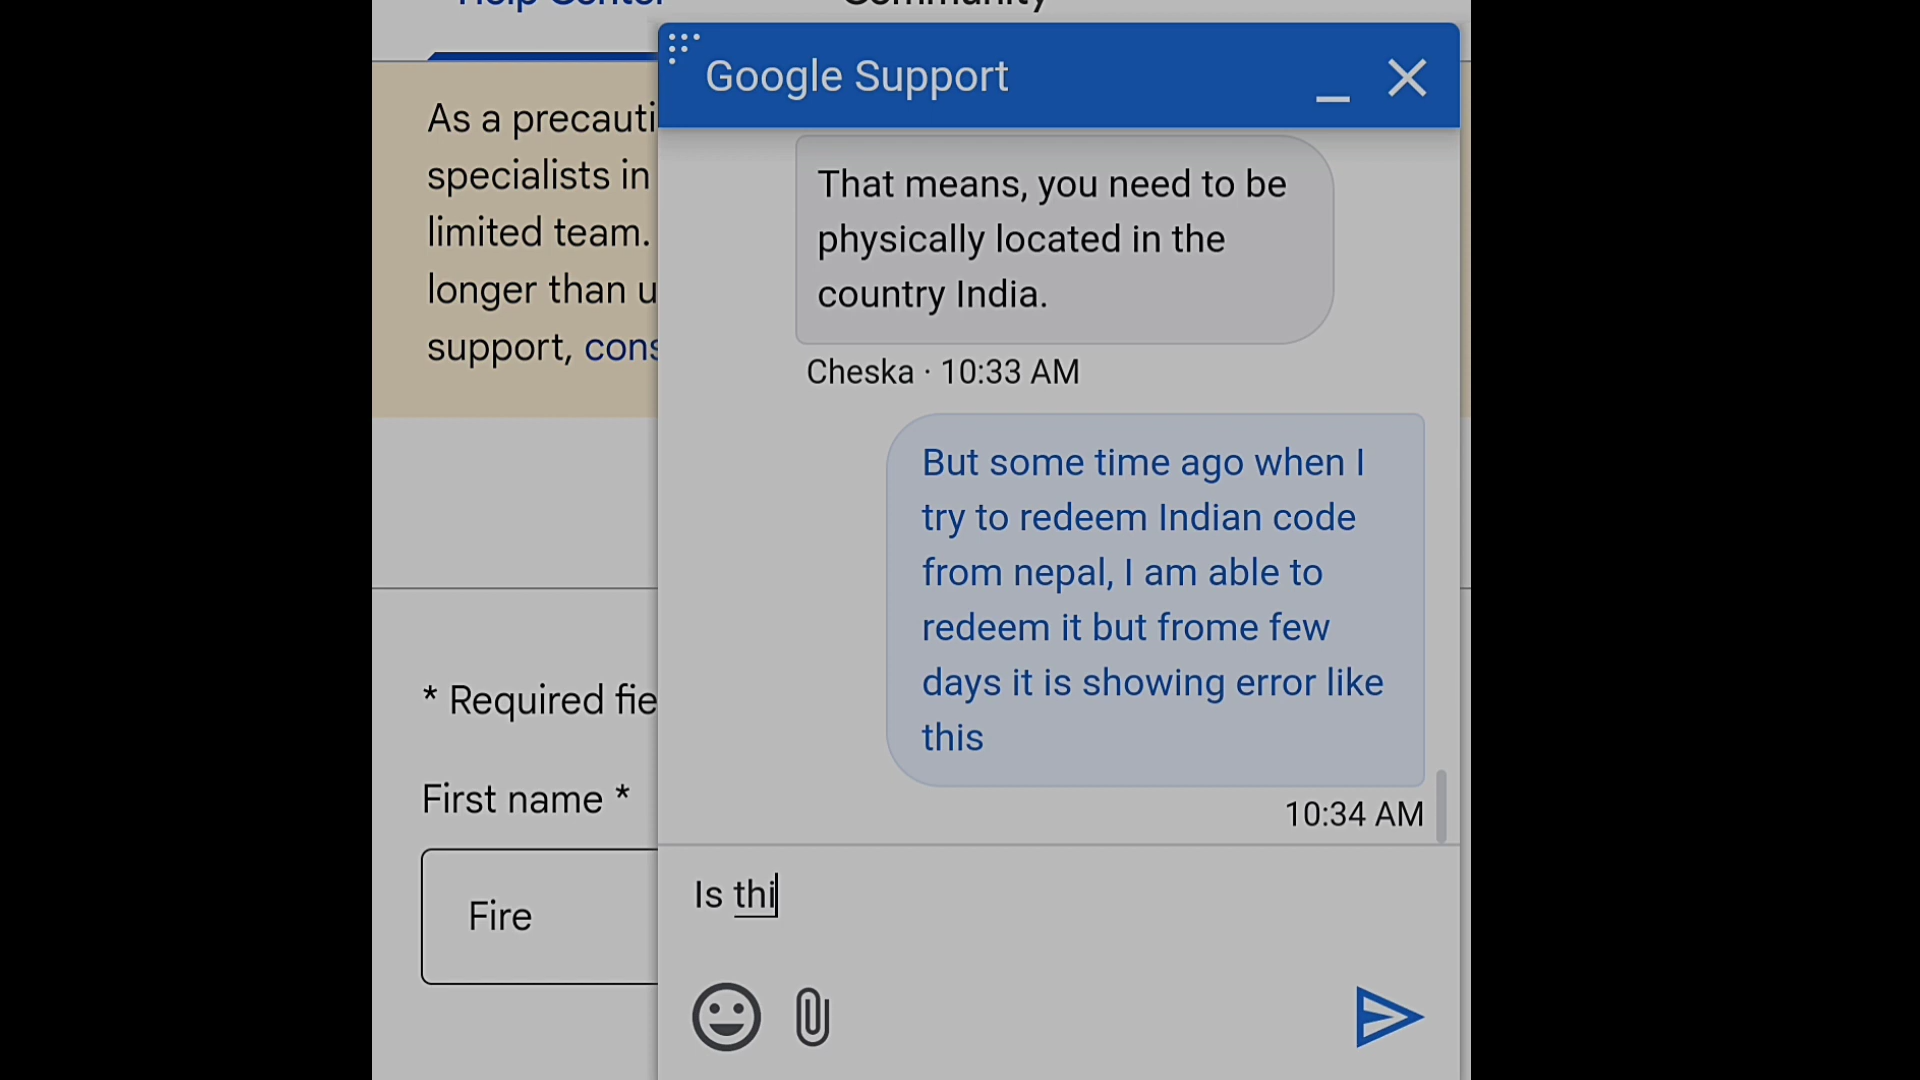 Help Center
Community
Google Support
As a precauti
specialists in
limited team.
longer than u
support, cons
That means, you need to be
physically located in the
country India.
Cheska · 10:33 AM
But some time ago when I
try to redeem Indian code
from nepal, I am able to
redeem it but frome few
days it is showing error like
this
10:34 AM
* Required fie
First name *
Fire
Is thi